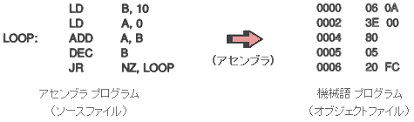 LD B, 10
LD A, 0
LOOP: ADD A, B
DEC B
JR NZ, LOOP
アセンブラ プログラム
（ソースファイル）
（アセンブラ）
0000 06 0A
0002 3E 00
0004 80
0005 05
0006 20 FC
機械語 プログラム
（オブジェクトファイル）